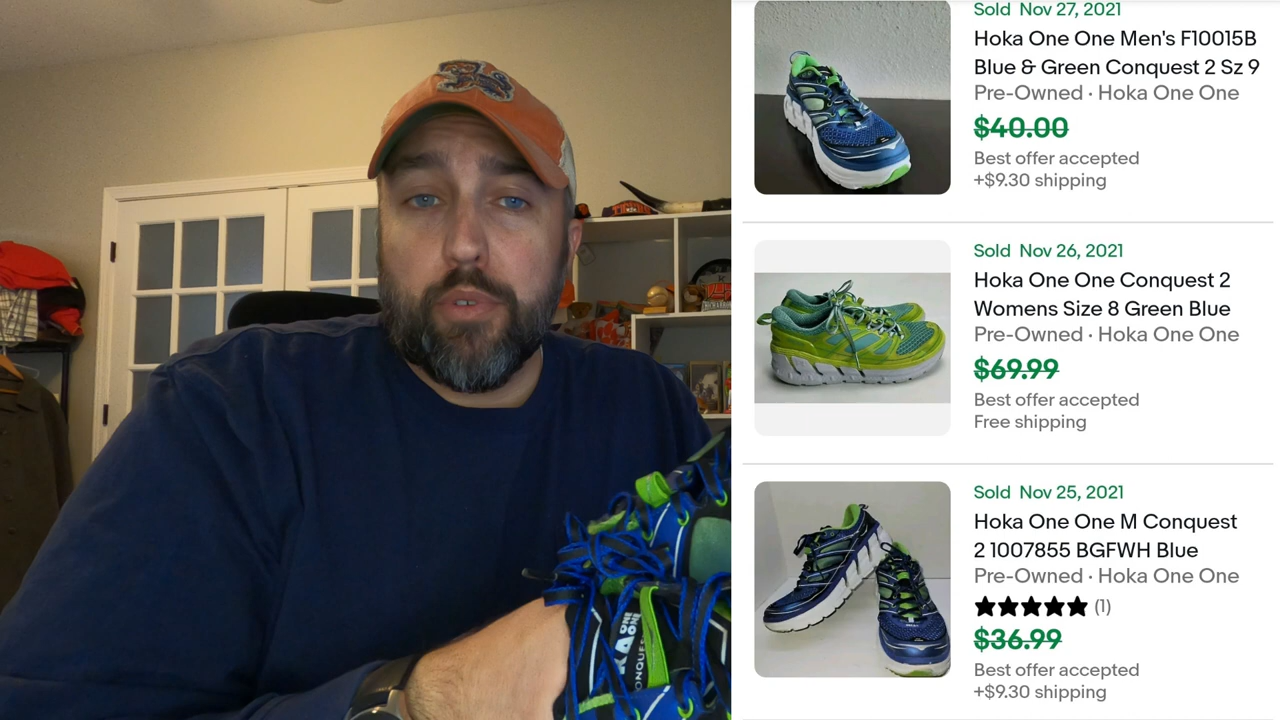 Sold Nov 27, 2021
Hoka One One Men's F10015B
Blue & Green Conquest 2 Sz 9
Pre-Owned · Hoka One One
$40.00
Best offer accepted
+$9.30 shipping
Sold Nov 26, 2021
Hoka One One Conquest 2
Womens Size 8 Green Blue
Pre-Owned · Hoka One One
$69.99
Best offer accepted
Free shipping
Sold Nov 25, 2021
Hoka One One M Conquest
2 1007855 BGFWH Blue
Pre-Owned · Hoka One One
(1)
$36.99
Best offer accepted
+$9.30 shipping
ONE
ONE